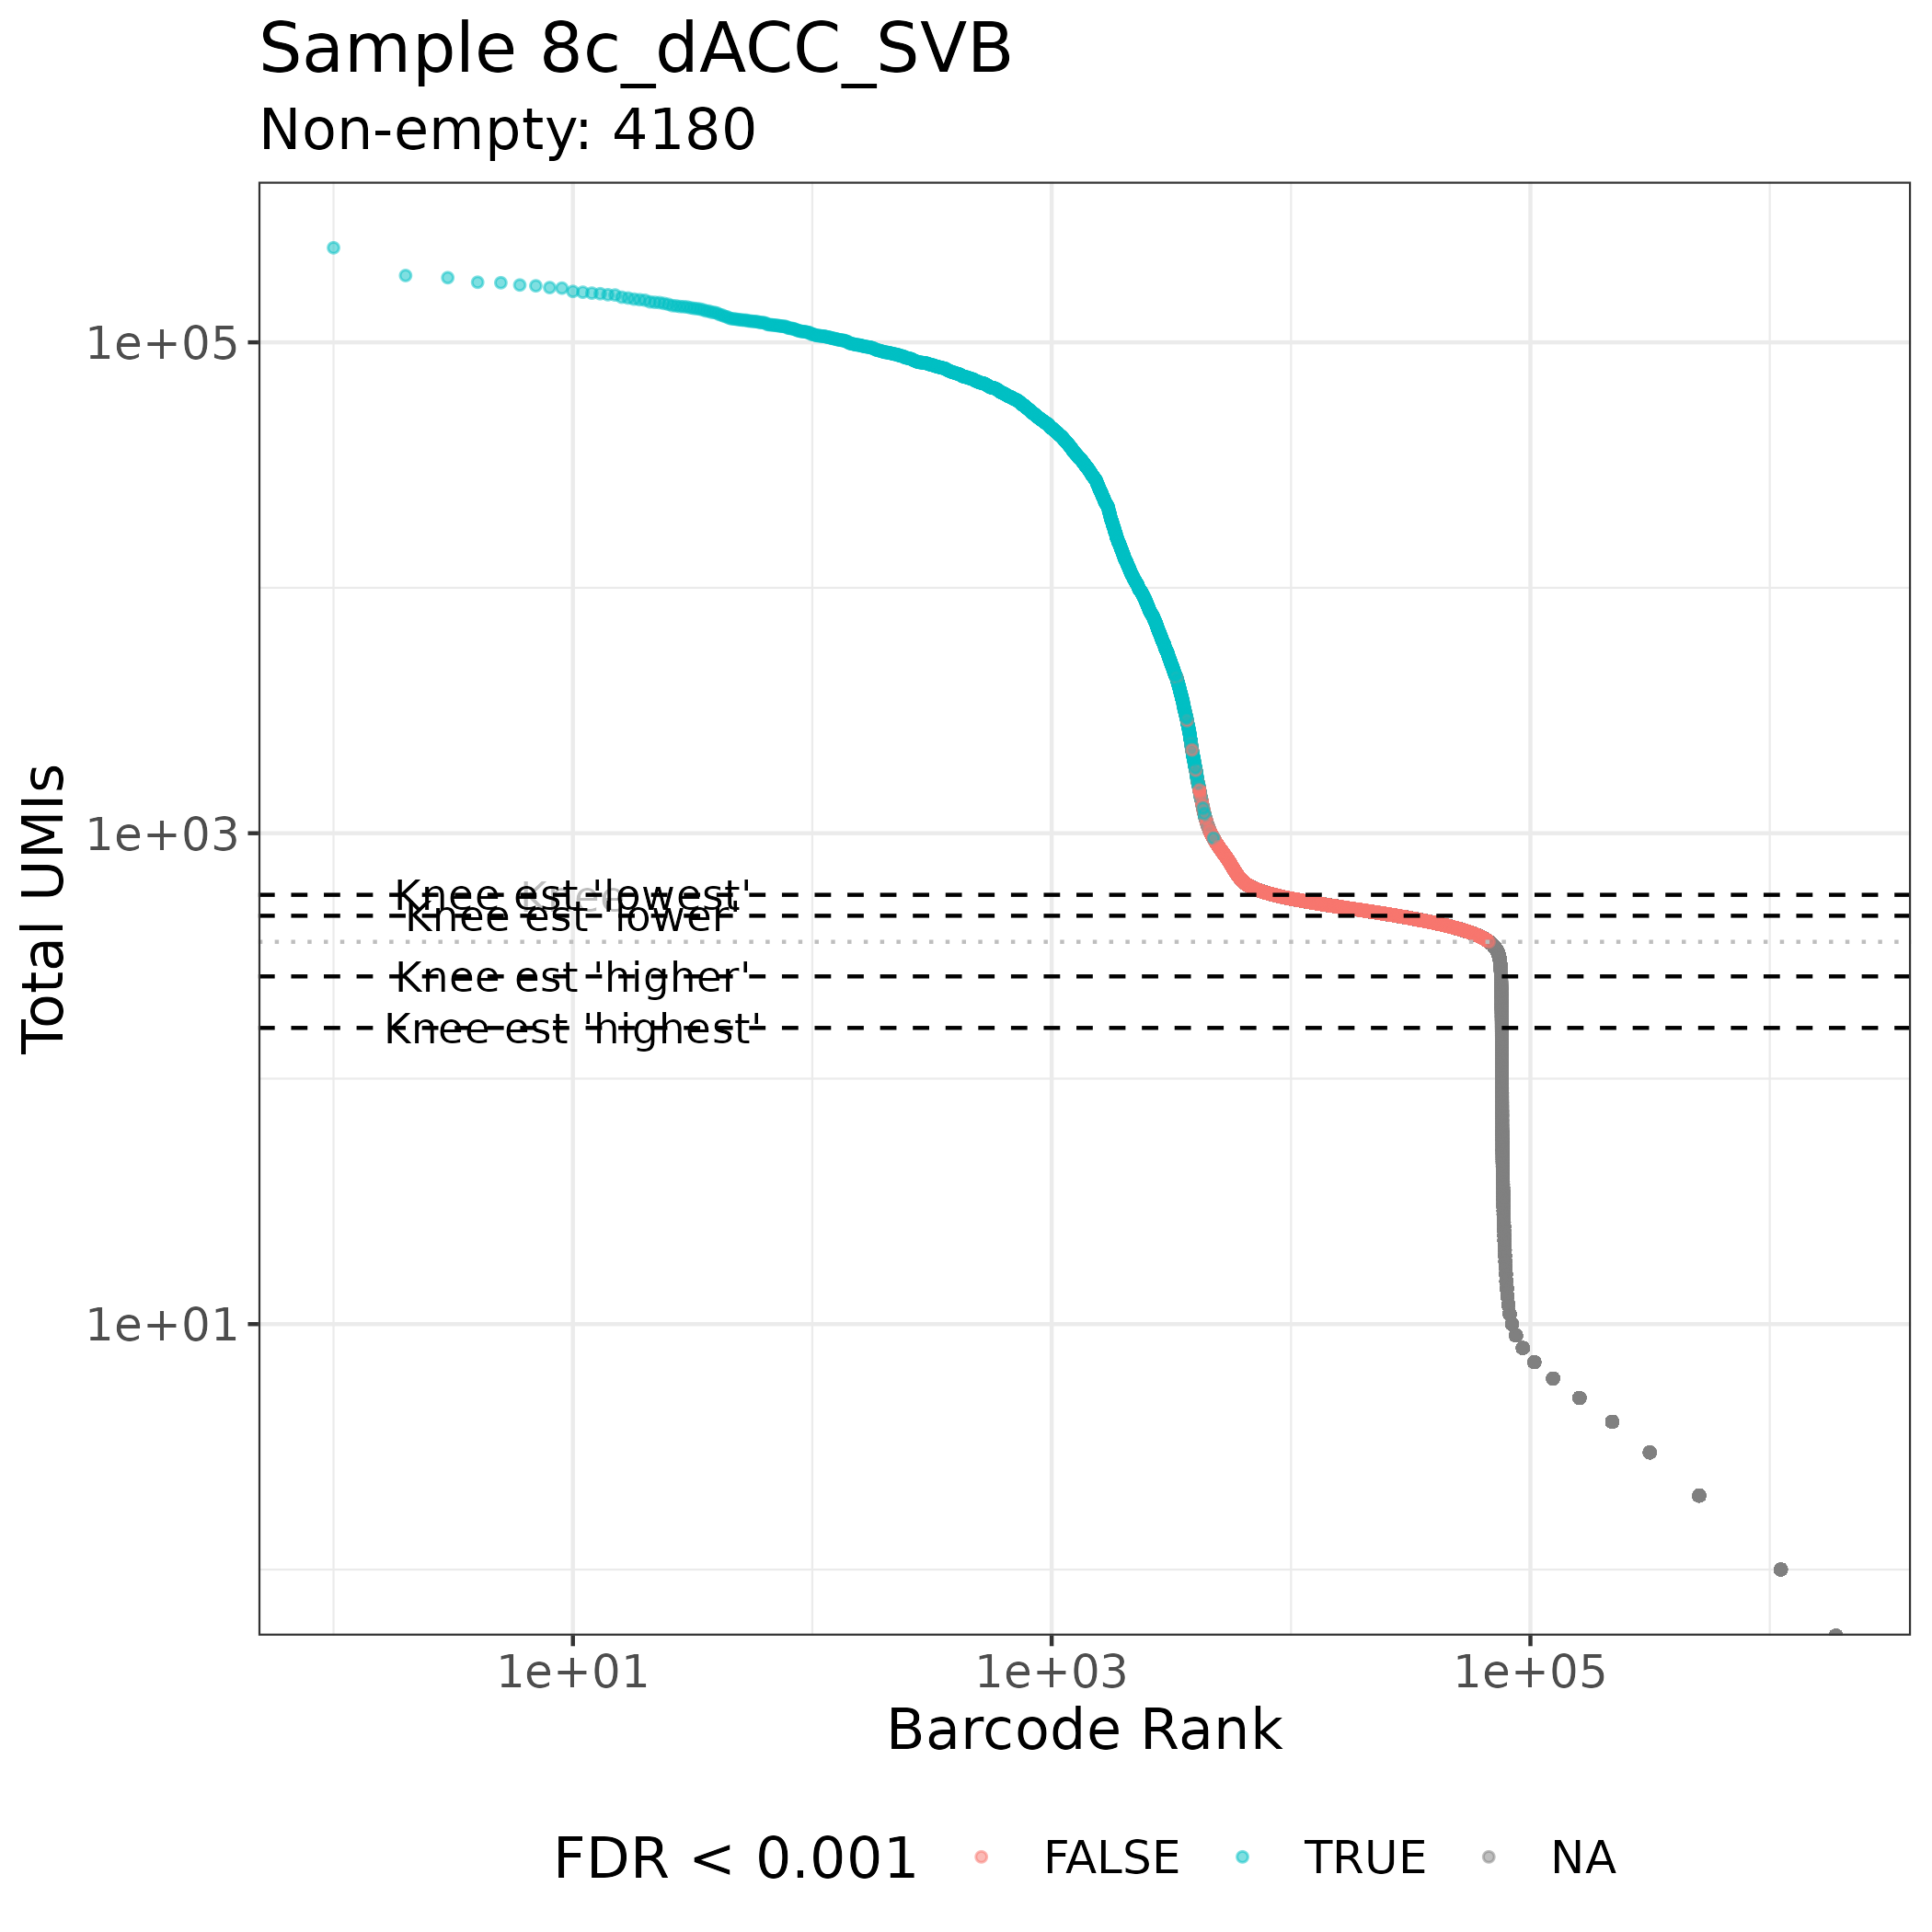 Sample 8c_dACC_SVB
Non-empty: 4180
1e+05
1e+03
1e+01
Total UMIs
Knee
Knee est 'lowest'
Knee est 'lower'
Knee est 'higher'
Knee est 'highest'
1e+01 1e+03 1e+05
Barcode Rank
FDR < 0.001 FALSE TRUE NA